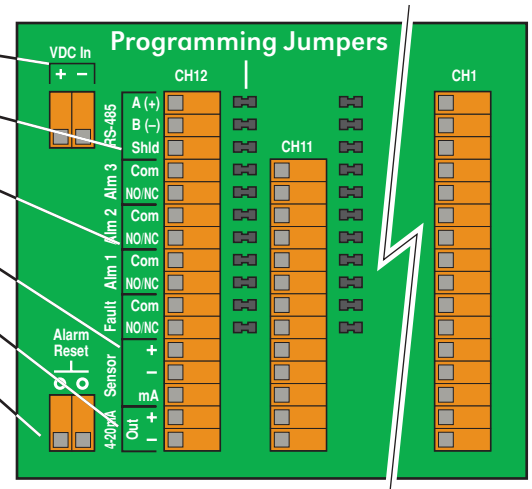 Programming Jumpers
VDC In
+ −
CH12
CH1
RS-485
A (+)
B (−)
Shld
CH11
Alm 3
Com
NO/NC
Alm 2
Com
NO/NC
Alm 1
Com
NO/NC
Fault
Com
NO/NC
Alarm
Reset
Sensor
+
−
mA
4-20mA
Out
+
−